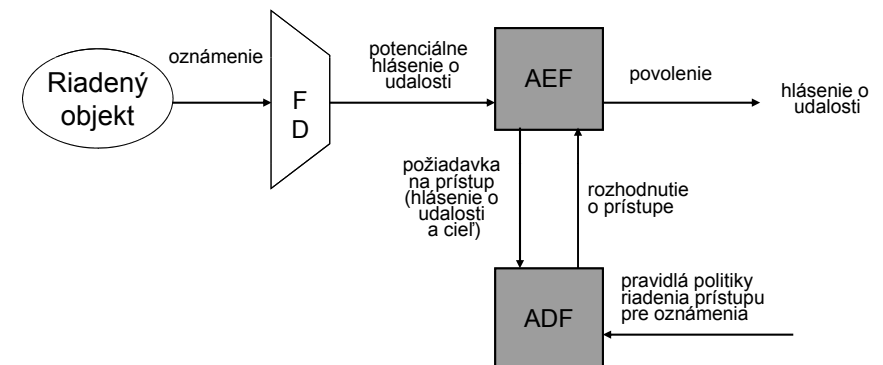 Riadený
objekt
oznámenie
F
D
potenciálne
hlásenie o
udalosti
AEF
povolenie
hlásenie o
udalosti
požiadavka
na prístup
(hlásenie o
udalosti
a cieľ)
rozhodnutie
o prístupe
ADF
pravidlá politiky
riadenia prístupu
pre oznámenia